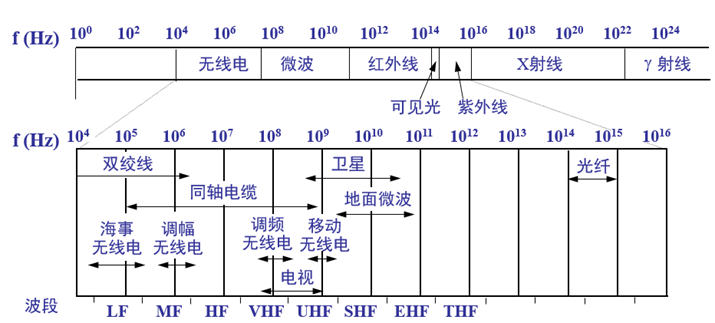 f (Hz) 10⁰ 10² 10⁴ 10⁶ 10⁸ 10¹² 10¹⁴ 10¹⁶ 10¹⁸ 10²⁰ 10²² 10²⁴
无线电 微波 红外线 X射线 γ 射线
可见光 紫外线
f (Hz) 10⁴ 10⁵ 10⁶ 10⁷ 10⁸ 10⁹ 10¹⁰ 10¹¹ 10¹² 10¹³ 10¹⁴ 10¹⁵ 10¹⁶
双绞线 卫星 光纤
同轴电缆 地面微波
海事 调幅 调频 移动
无线电 无线电 无线电 无线电
电视
波段 LF MF HF VHF UHF SHF EHF THF